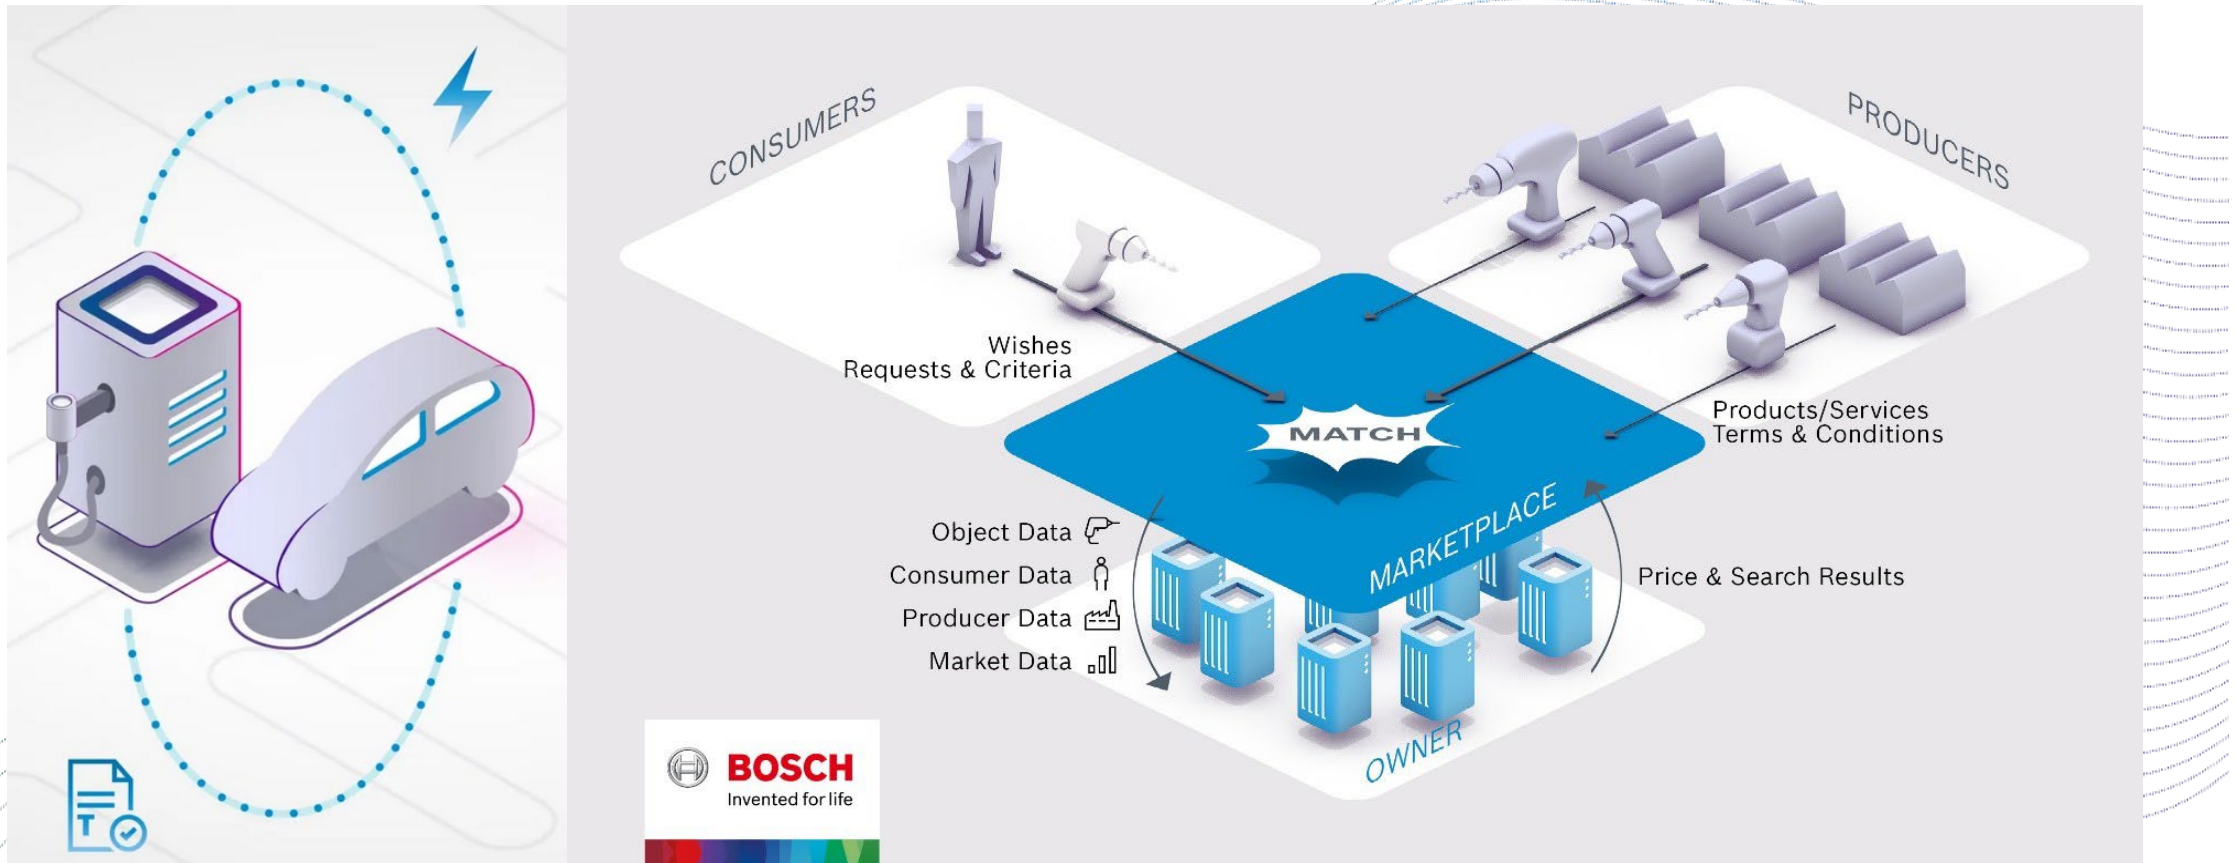 CONSUMERS
PRODUCERS
Wishes
Requests & Criteria
Products/Services
Terms & Conditions
MATCH
MARKETPLACE
Object Data
Consumer Data
Producer Data
Market Data
Price & Search Results
OWNER
T
BOSCH
Invented for life